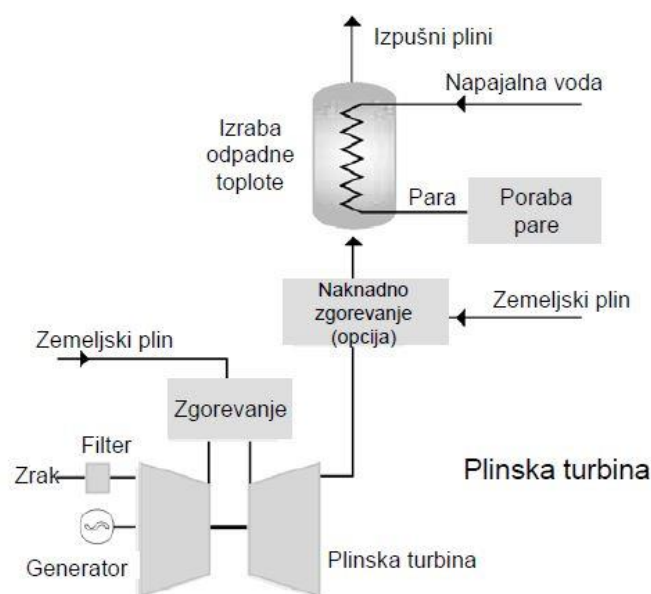 Izpušni plini
Napajalna voda
Izraba
odpadne
toplote
Para
Poraba
pare
Naknadno
zgorevanje
(opcija)
Zemeljski plin
Zemeljski plin
Zgorevanje
Filter
Zrak
Plinska turbina
Generator
Plinska turbina